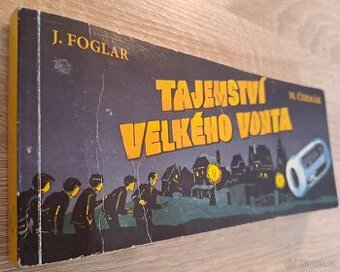 J. FOGLAR
TAJEMSTVÍ
VELKÉHO VONTA
M. ČERMÁK